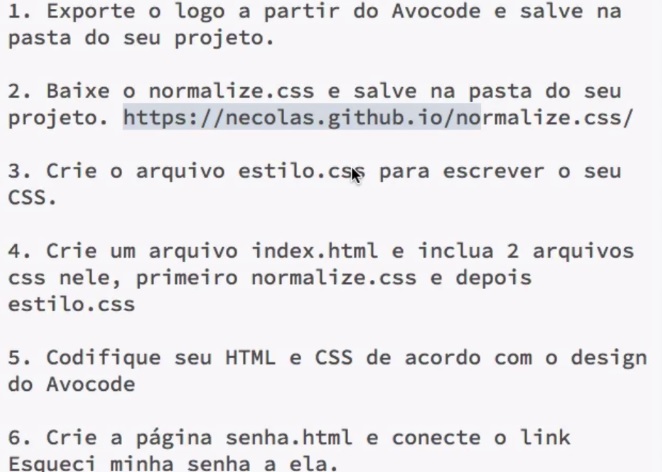 1. Exporte o logo a partir do Avocode e salve na
pasta do seu projeto.
2. Baixe o normalize.css e salve na pasta do seu
projeto. https://necolas.github.io/normalize.css/
3. Crie o arquivo estilo.css para escrever o seu
CSS.
4. Crie um arquivo index.html e inclua 2 arquivos
css nele, primeiro normalize.css e depois
estilo.css
5. Codifique seu HTML e CSS de acordo com o design
do Avocode
6. Crie a página senha.html e conecte o link
Esqueci minha senha a ela.